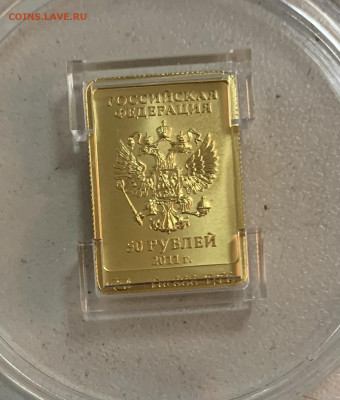 COINS.LAVE.RU
РОССИЙСКАЯ
ФЕДЕРАЦИЯ
50 РУБЛЕЙ
2011 г.